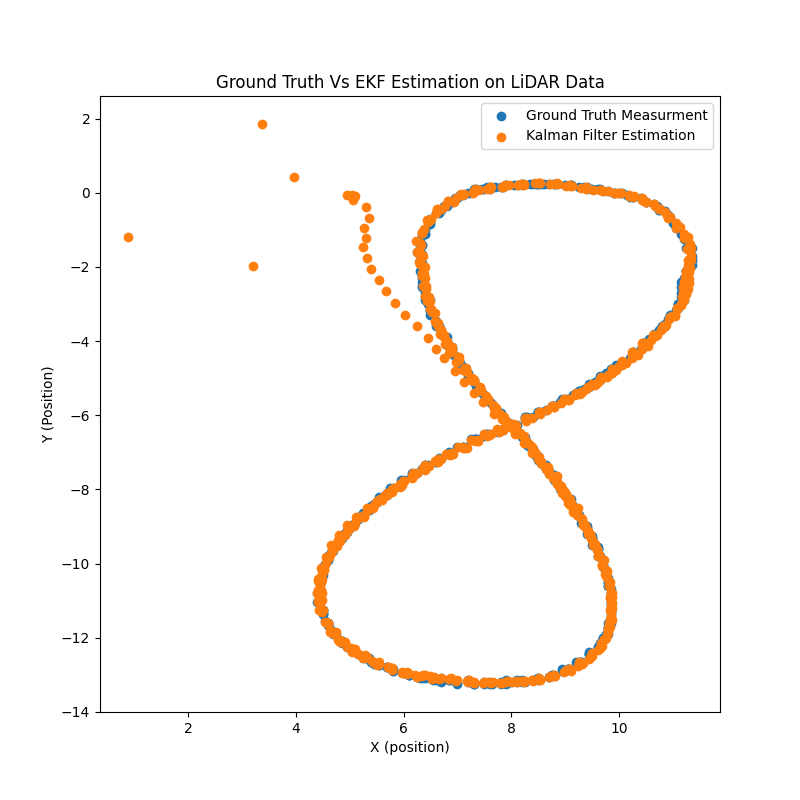 Ground Truth Vs EKF Estimation on LiDAR Data
Ground Truth Measurment
Kalman Filter Estimation
2
0
−2
−4
−6
−8
−10
−12
−14
Y (Position)
2 4 6 8 10
X (position)